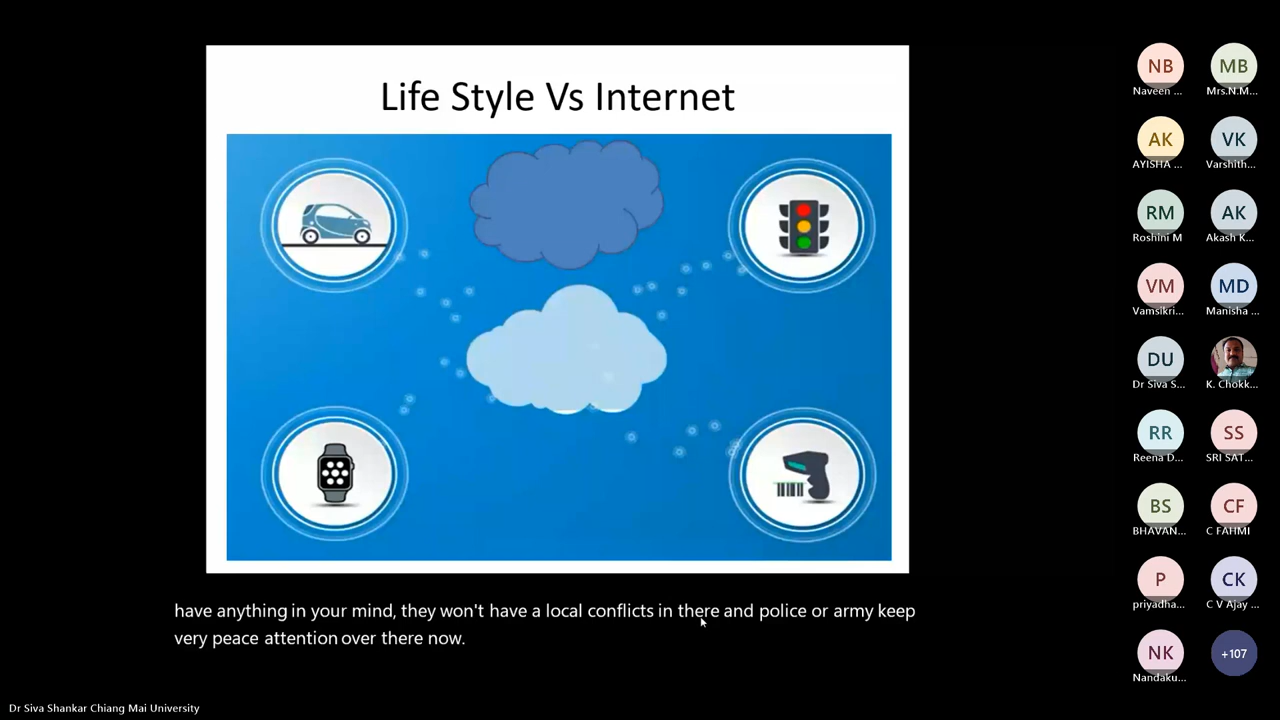 Life Style Vs Internet
have anything in your mind, they won't have a local conflicts in there and police or army keep
very peace attention over there now.
Dr Siva Shankar Chiang Mai University
NB
MB
Naveen ...
Mrs.N.M...
AK
VK
AYISHA ...
Varshith...
RM
AK
Roshini M
Akash K...
VM
MD
Vamsikri...
Manisha ...
DU
Dr Siva S...
K. Chokk...
RR
SS
Reena D...
SRI SAT...
BS
CF
BHAVAN...
C FAHMI
P
CK
priyadha...
C V Ajay ...
NK
+107
Nandaku...